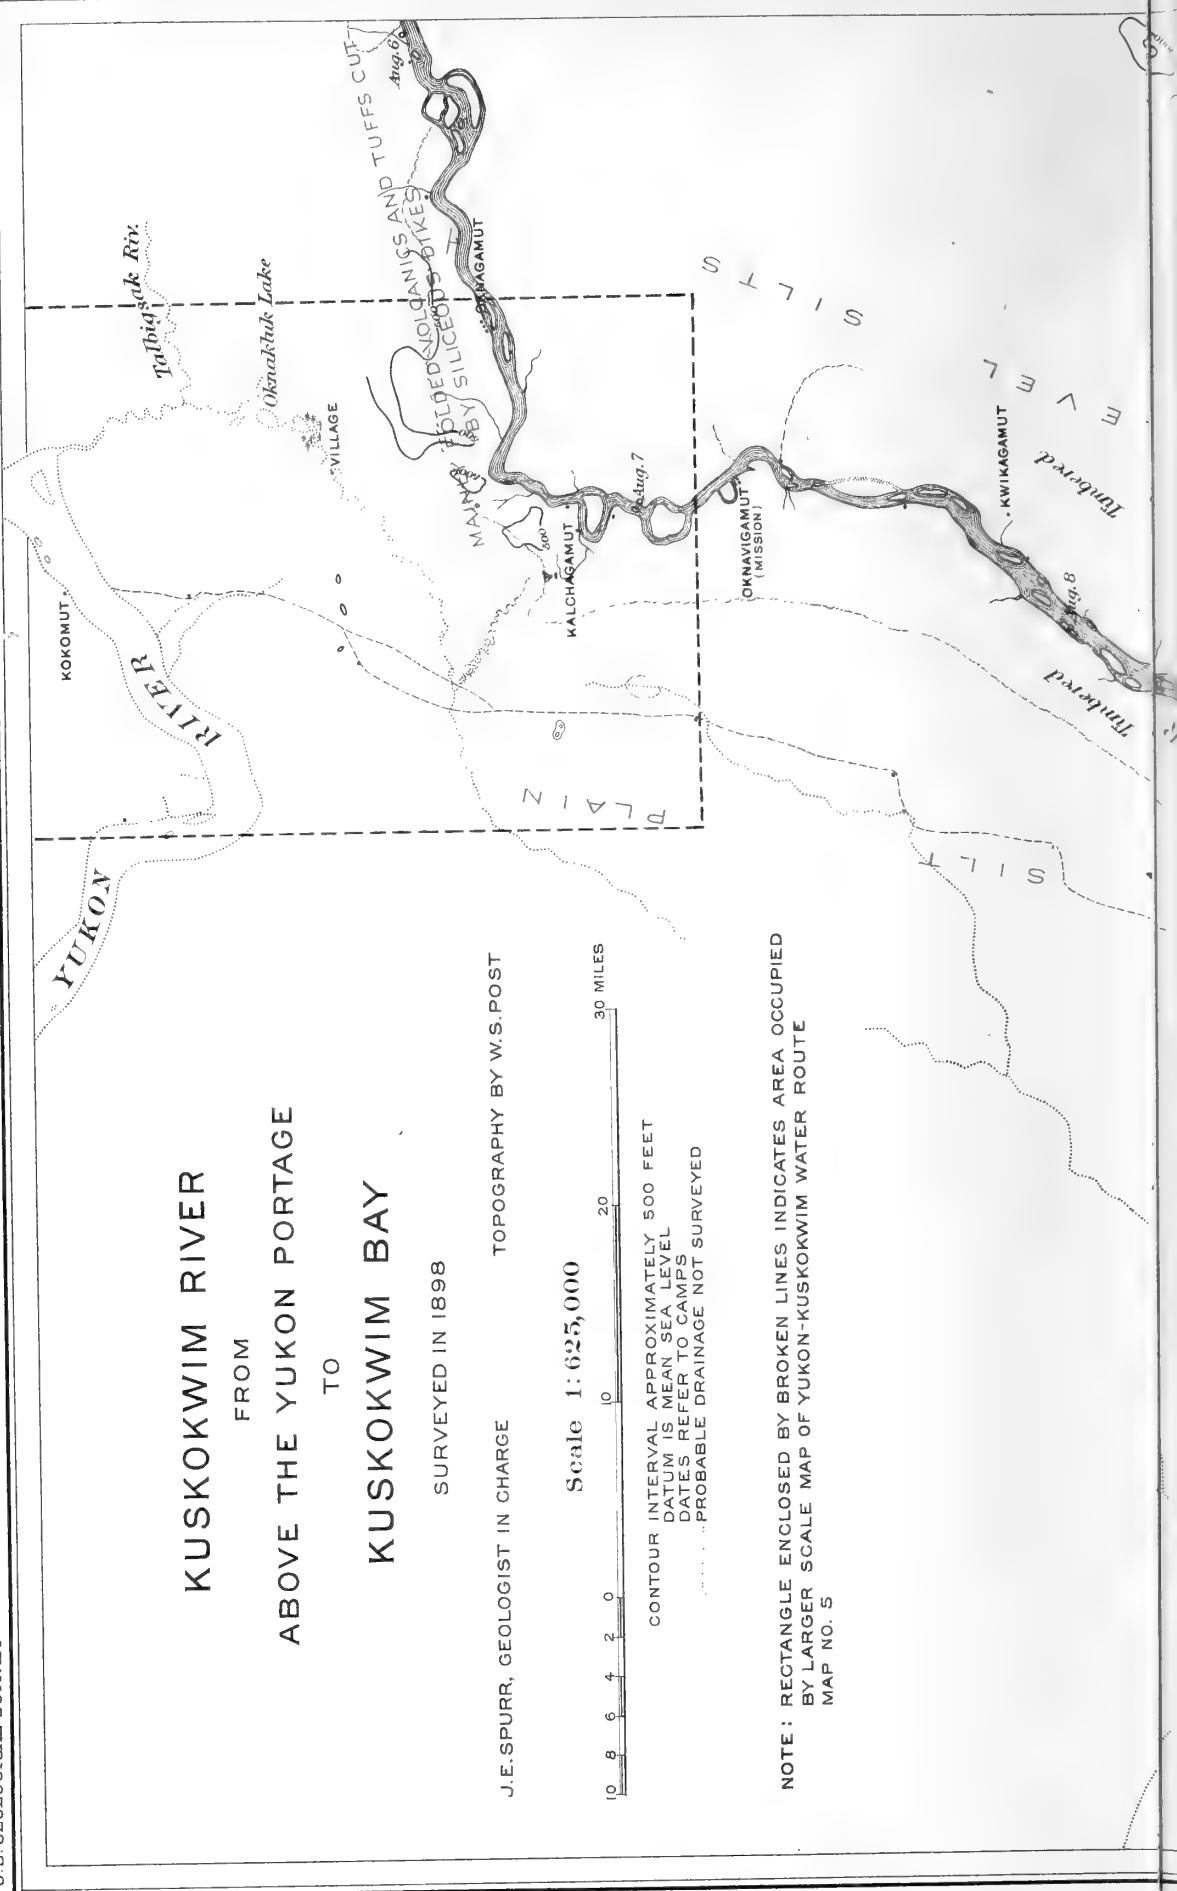 KUSKOKWIM RIVER
FROM
ABOVE THE YUKON PORTAGE
TO
KUSKOKWIM BAY
SURVEYED IN 1898
J.E.SPURR, GEOLOGIST IN CHARGE
TOPOGRAPHY BY W.S.POST
Scale 1:625,000
10 8 6 4 2 0 10 20 30 MILES
CONTOUR INTERVAL APPROXIMATELY 500 FEET
DATUM IS MEAN SEA LEVEL
DATES REFER TO CAMPS
PROBABLE DRAINAGE NOT SURVEYED
NOTE: RECTANGLE ENCLOSED BY BROKEN LINES INDICATES AREA OCCUPIED
BY LARGER SCALE MAP OF YUKON-KUSKOKWIM WATER ROUTE
MAP NO. 5
YUKON
RIVER
KOKOMUT
Talbigsak Riv.
Oknakluk Lake
VILLAGE
MAINLY FOLDED VOLCANICS AND TUFFS CUT
BY SILICEOUS DIKES
Aug. 6
OKNAGAMUT
500
KALCHAGAMUT
Aug. 7
OKNAVIGAMUT
(MISSION)
KWIKAGAMUT
Aug. 8
Timbered
Timbered
PLAIN
SILT
LEVEL
SILTS